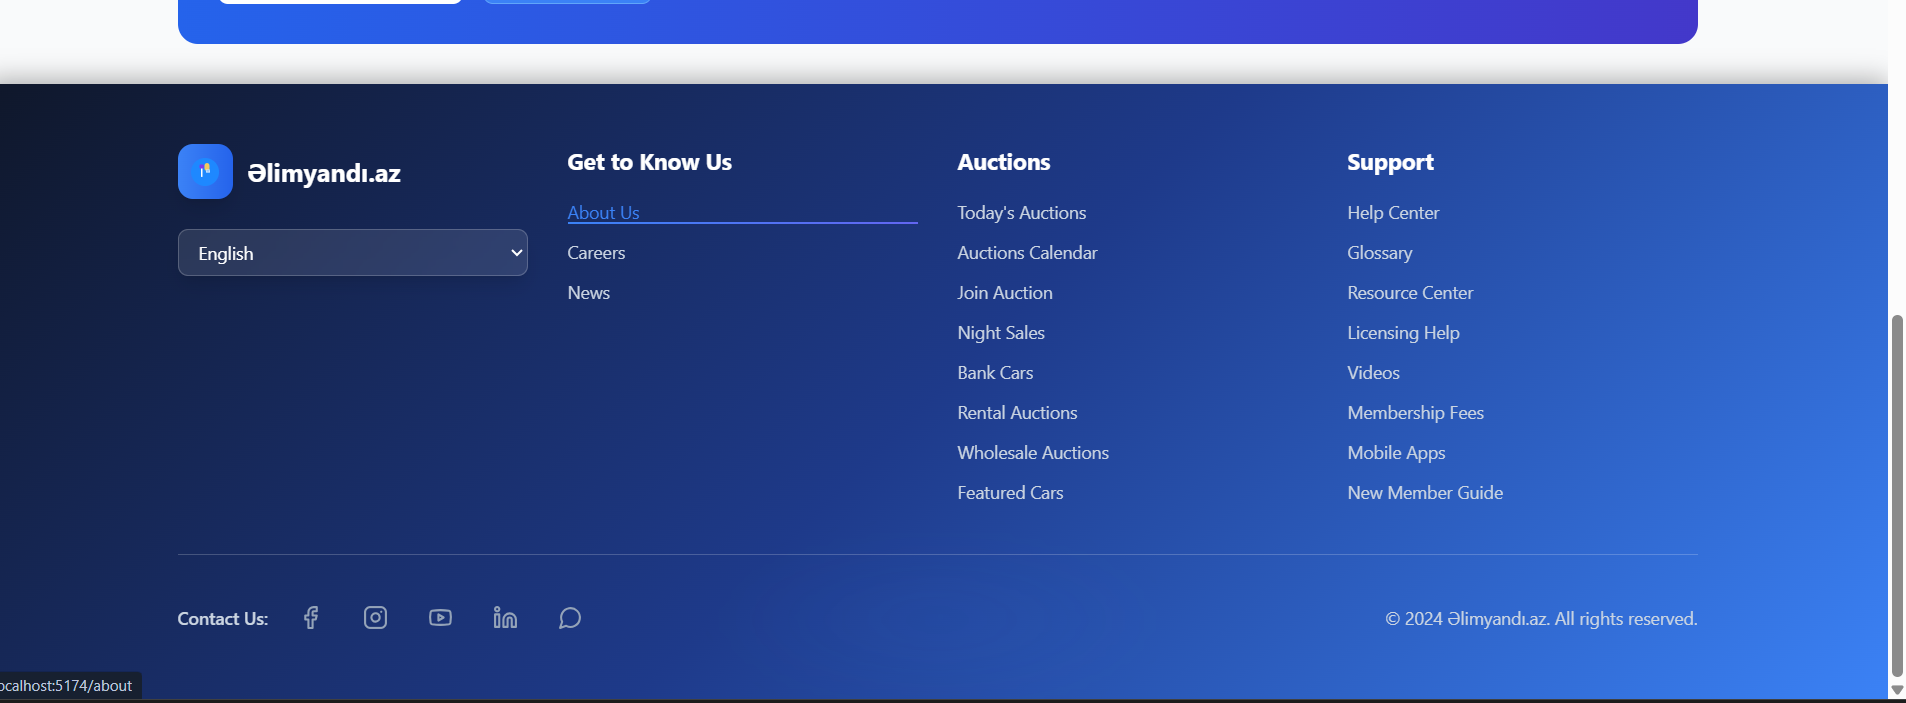 Əlimyandı.az
English
Get to Know Us
About Us
Careers
News
Auctions
Today's Auctions
Auctions Calendar
Join Auction
Night Sales
Bank Cars
Rental Auctions
Wholesale Auctions
Featured Cars
Support
Help Center
Glossary
Resource Center
Licensing Help
Videos
Membership Fees
Mobile Apps
New Member Guide
Contact Us:
© 2024 Əlimyandı.az. All rights reserved.
ocalhost:5174/about